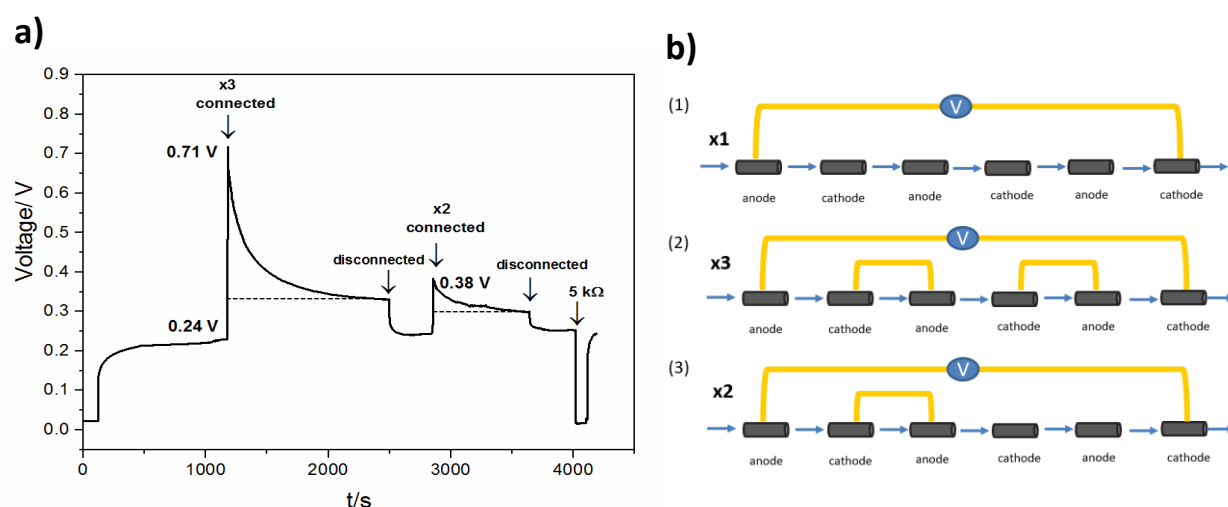 a)
0.9
0.8
0.7
0.6
0.5
0.4
0.3
0.2
0.1
0.0
Voltage/ V
x3
connected
0.71 V
0.24 V
disconnected
x2
connected
0.38 V
disconnected
5 kΩ
0
1000
2000
3000
4000
t/s
b)
(1)
x1
V
anode
cathode
anode
cathode
anode
cathode
(2)
x3
V
anode
cathode
anode
cathode
anode
cathode
(3)
x2
V
anode
cathode
anode
cathode
anode
cathode